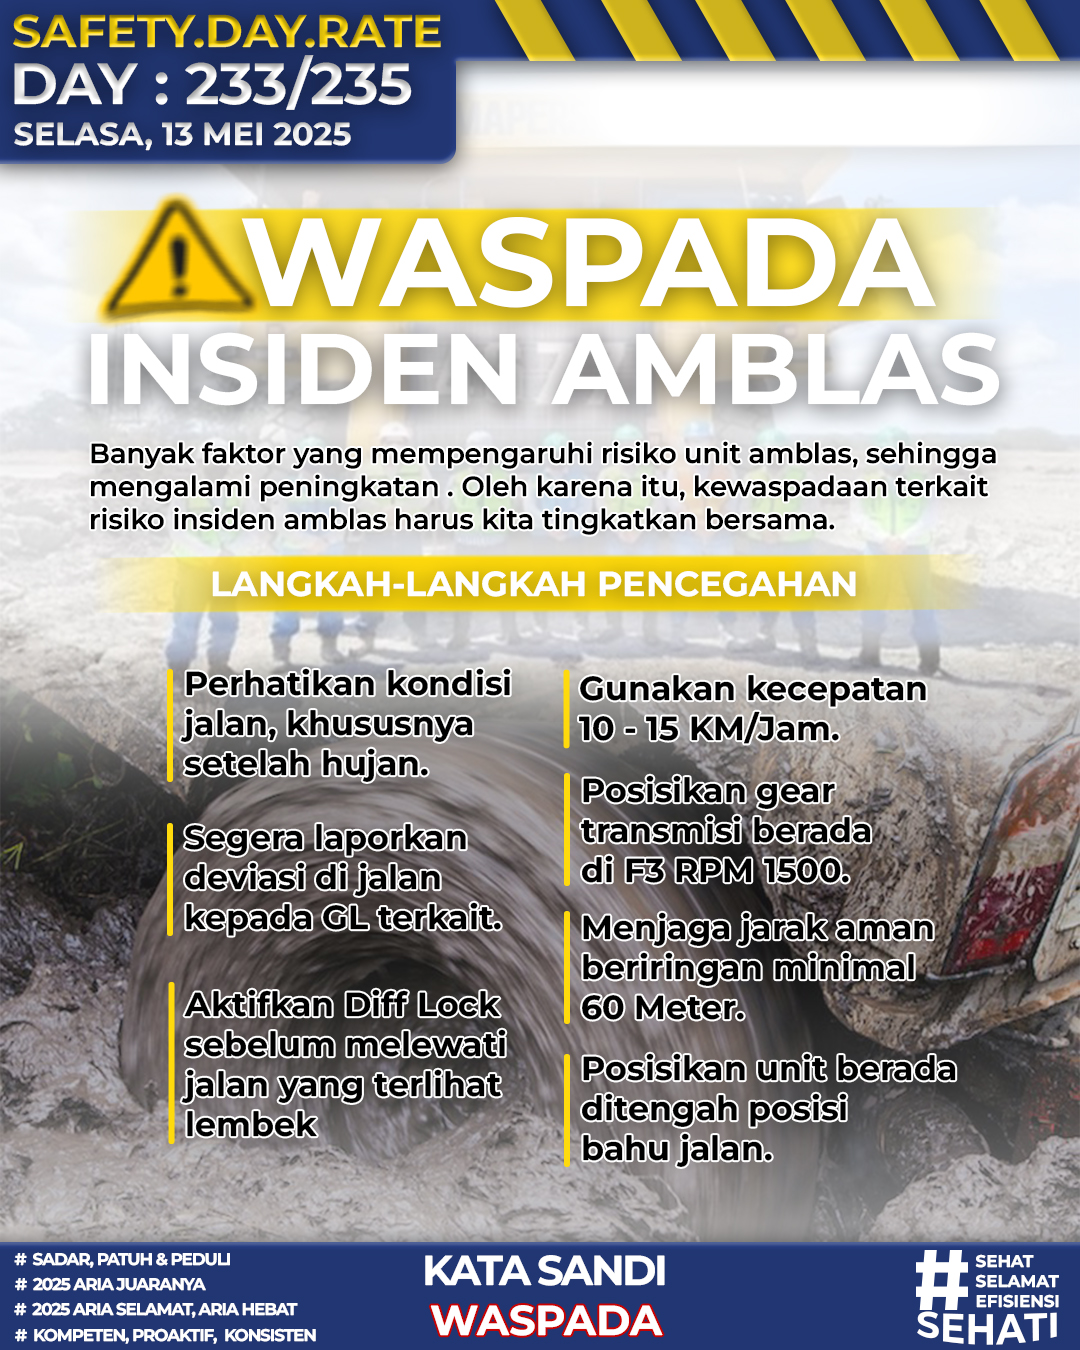 SAFETY.DAY.RATE
DAY : 233/235
SELASA, 13 MEI 2025
WASPADA
INSIDEN AMBLAS
Banyak faktor yang mempengaruhi risiko unit amblas, sehingga
mengalami peningkatan . Oleh karena itu, kewaspadaan terkait
risiko insiden amblas harus kita tingkatkan bersama.
LANGKAH-LANGKAH PENCEGAHAN
Perhatikan kondisi
jalan, khususnya
setelah hujan.
Segera laporkan
deviasi di jalan
kepada GL terkait.
Aktifkan Diff Lock
sebelum melewati
jalan yang terlihat
lembek
Gunakan kecepatan
10 - 15 KM/Jam.
Posisikan gear
transmisi berada
di F3 RPM 1500.
Menjaga jarak aman
beriringan minimal
60 Meter.
Posisikan unit berada
ditengah posisi
bahu jalan.
# SADAR, PATUH & PEDULI
# 2025 ARIA JUARANYA
# 2025 ARIA SELAMAT, ARIA HEBAT
# KOMPETEN, PROAKTIF, KONSISTEN
KATA SANDI
WASPADA
# SEHAT
SELAMAT
EFISIENSI
SEHATI